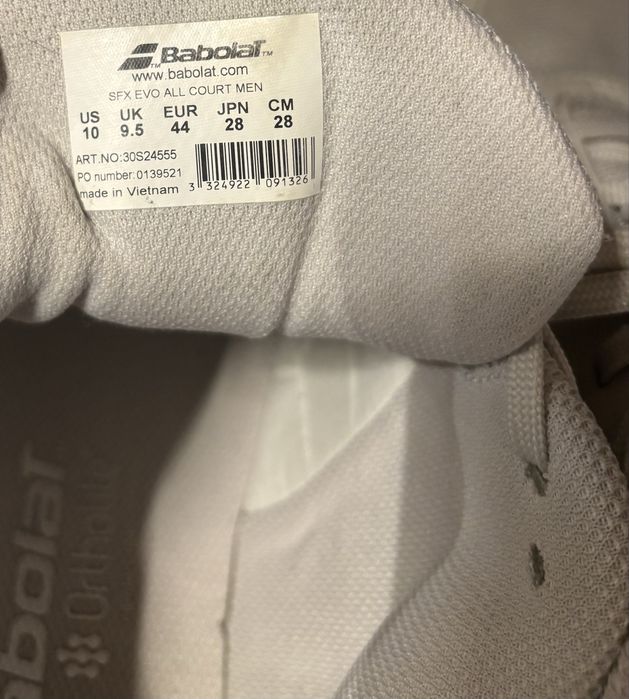 Babolat™
www.babolat.com
SFX EVO ALL COURT MEN
US UK EUR JPN CM
10 9.5 44 28 28
ART.NO:30S24555
PO number:0139521
made in Vietnam
3 324922 091326
Babolat
Ortholite